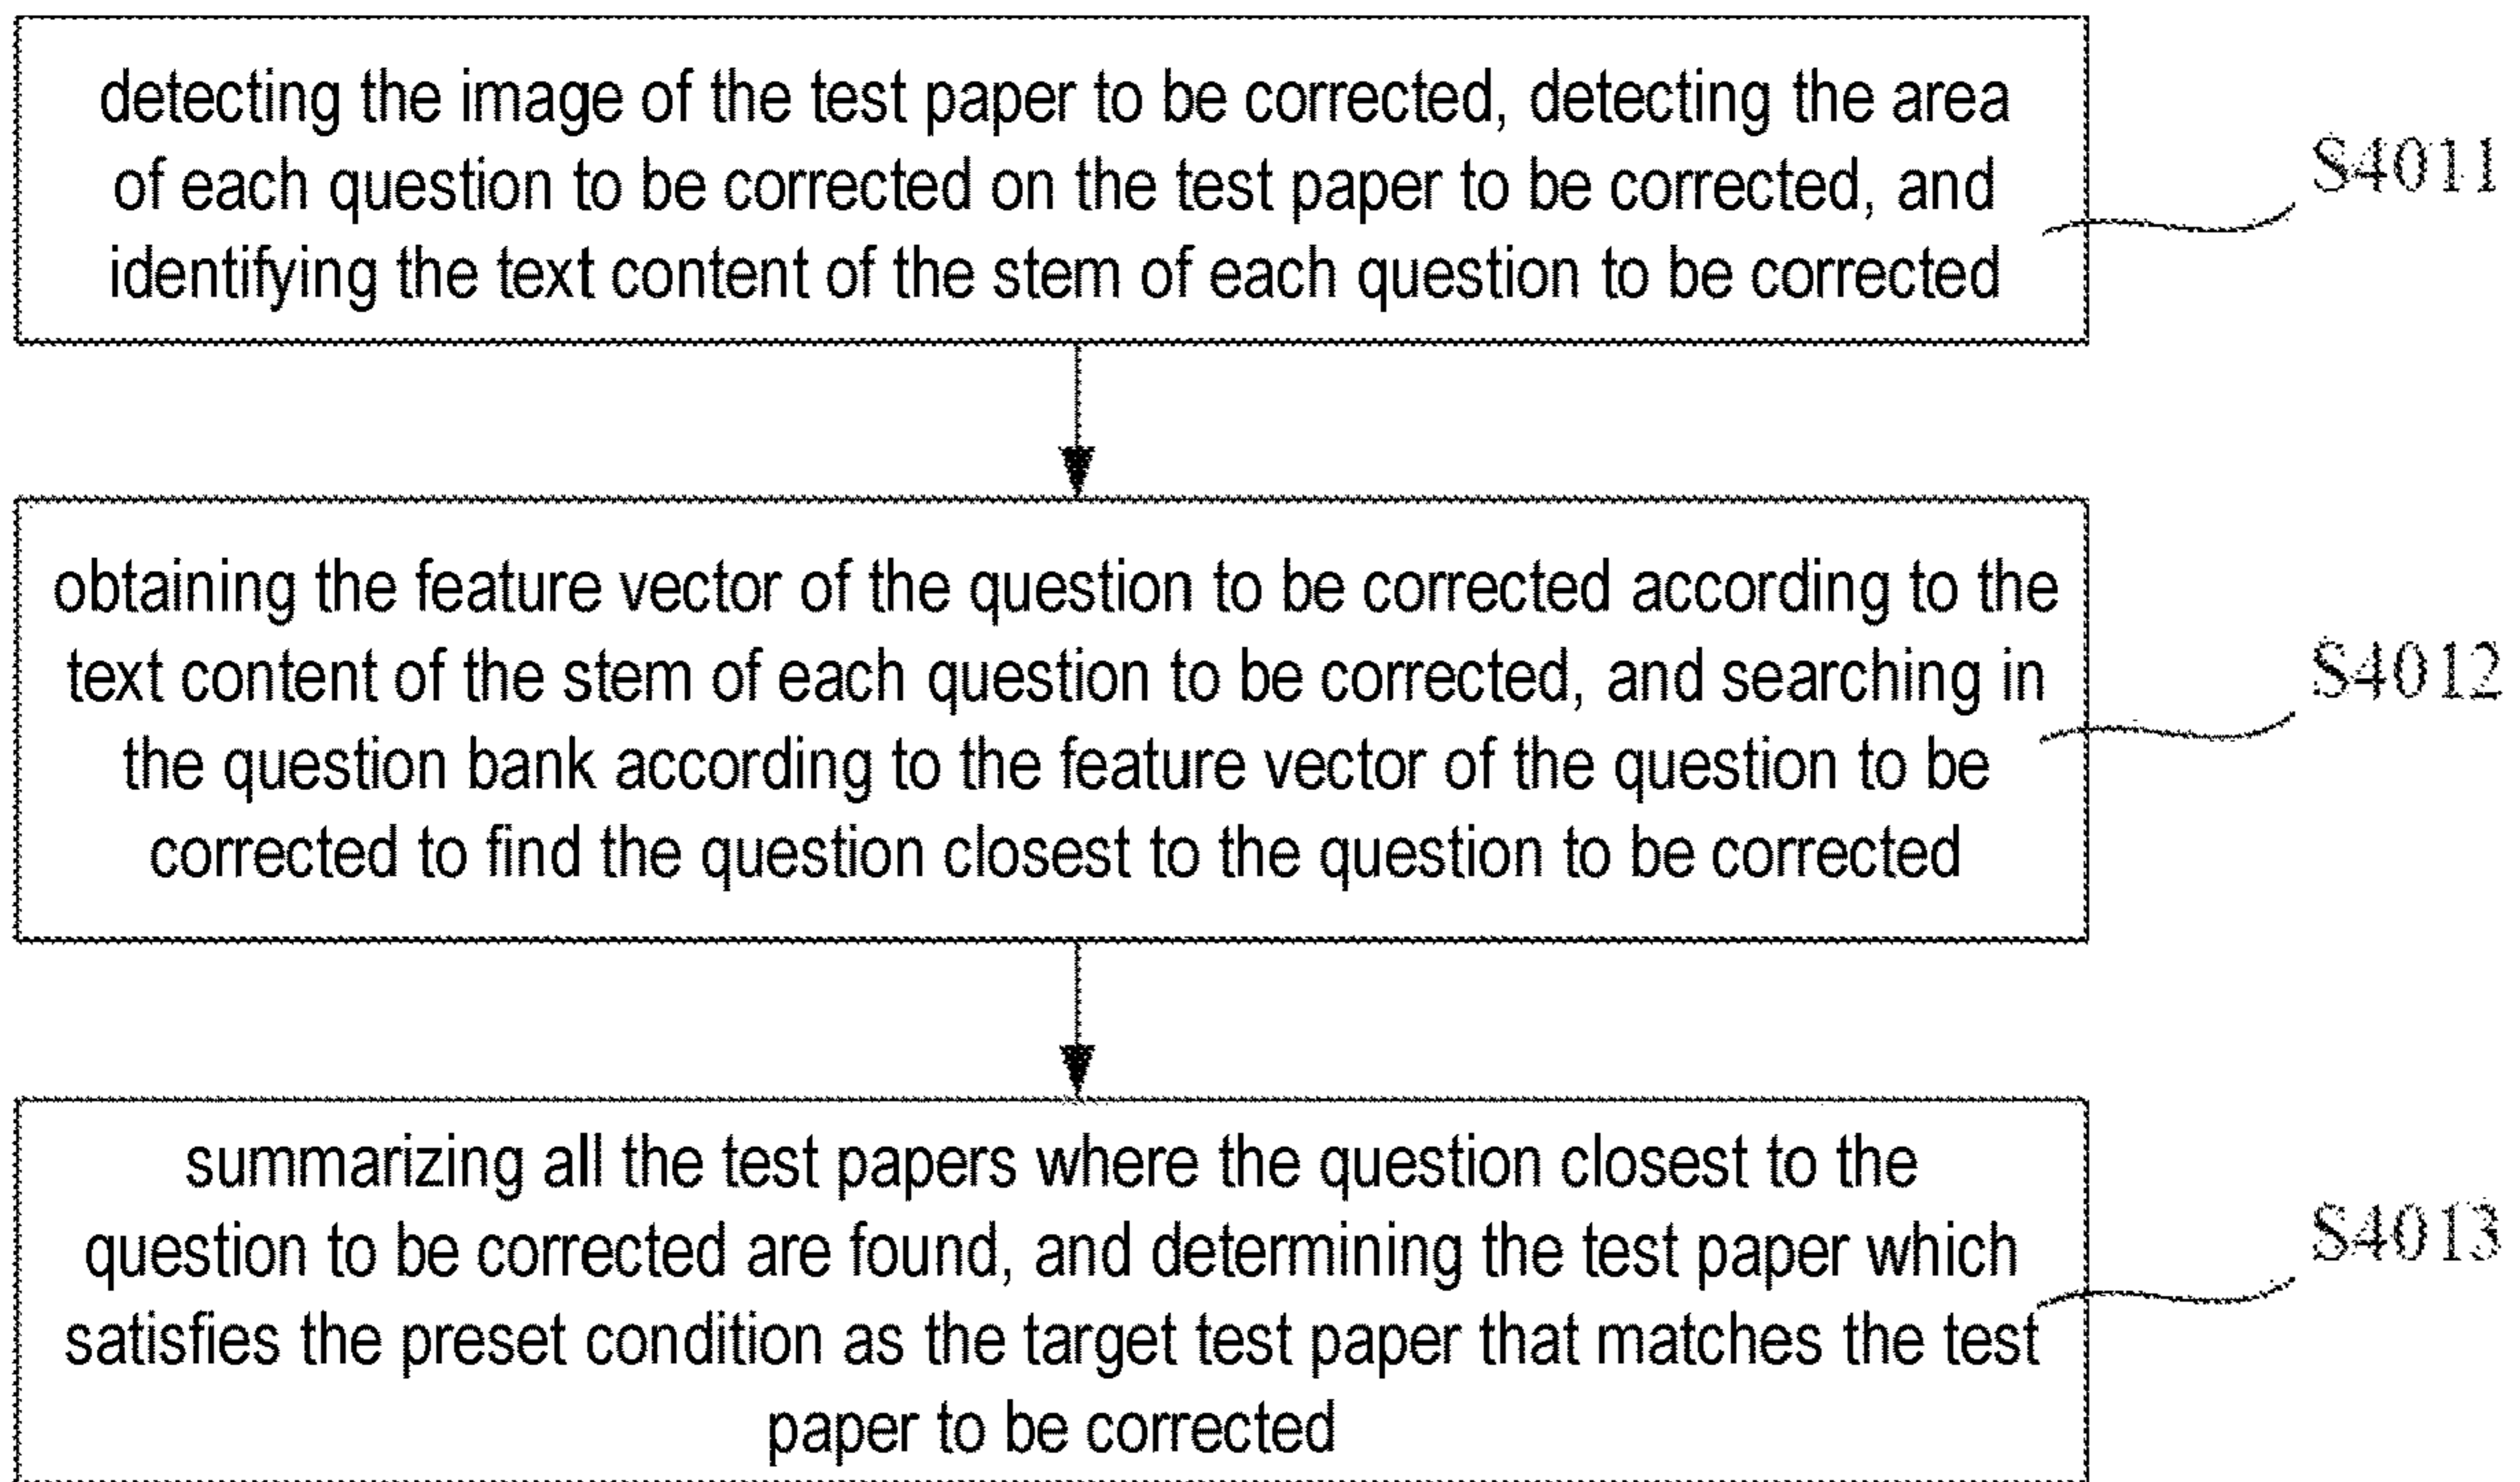 detecting the image of the test paper to be corrected, detecting the area
of each question to be corrected on the test paper to be corrected, and
identifying the text content of the stem of each question to be corrected
S4011
obtaining the feature vector of the question to be corrected according to the
text content of the stem of each question to be corrected, and searching in
the question bank according to the feature vector of the question to be
corrected to find the question closest to the question to be corrected
S4012
summarizing all the test papers where the question closest to the
question to be corrected are found, and determining the test paper which
satisfies the preset condition as the target test paper that matches the test
paper to be corrected
S4013